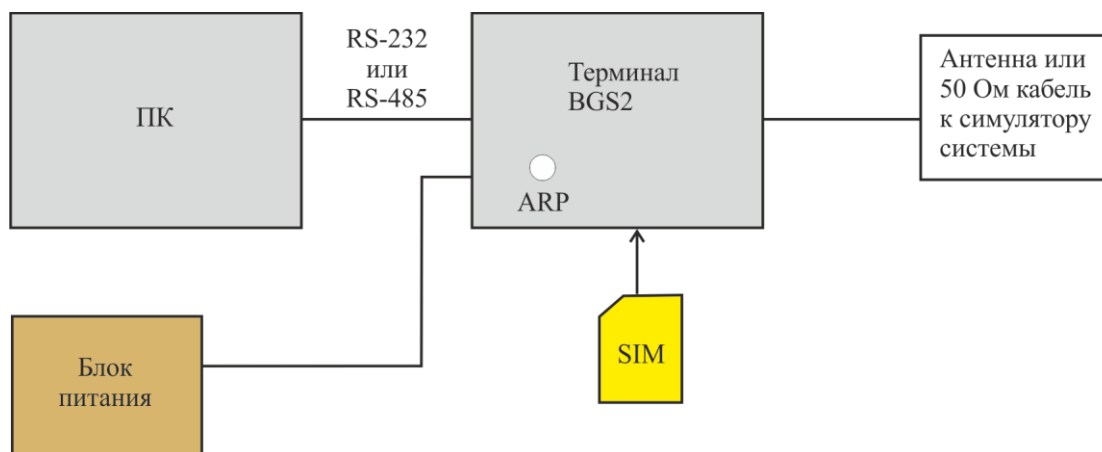 ПК
RS-232
или
RS-485
Терминал
BGS2
ARP
Антенна или
50 Ом кабель
к симулятору
системы
Блок
питания
SIM